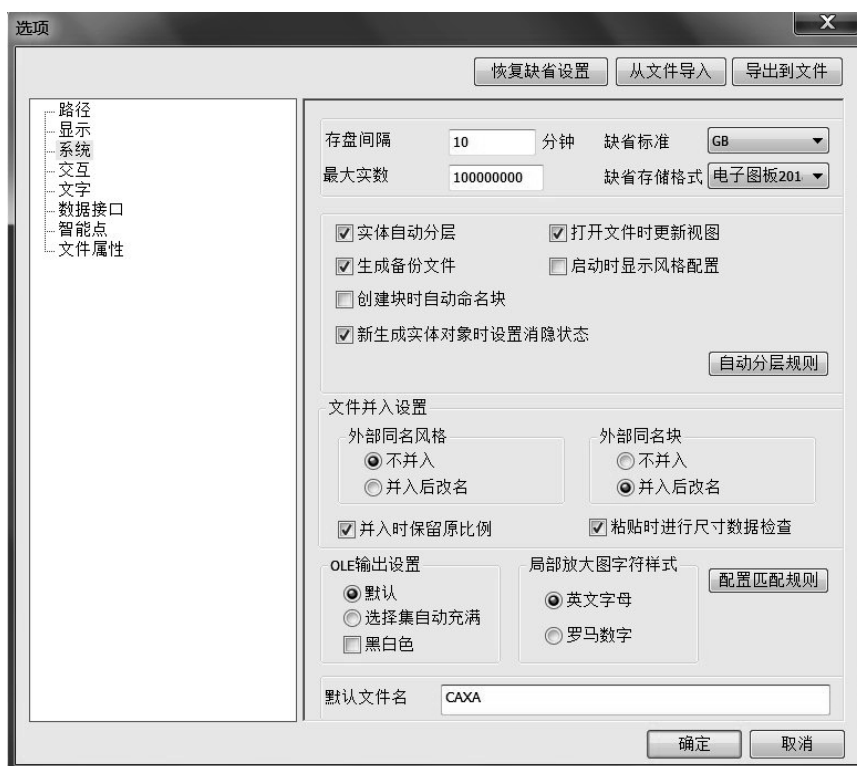 选项
恢复缺省设置 从文件导入 导出到文件
路径
显示
系统
交互
文字
数据接口
智能点
文件属性
存盘间隔 10 分钟 缺省标准 GB
最大实数 100000000 缺省存储格式 电子图板201
实体自动分层 打开文件时更新视图
生成备份文件 启动时显示风格配置
创建块时自动命名块
新生成实体对象时设置消隐状态
自动分层规则
文件并入设置
外部同名风格 外部同名块
不并入 不并入
并入后改名 并入后改名
并入时保留原比例 粘贴时进行尺寸数据检查
OLE输出设置 局部放大图字符样式 配置匹配规则
默认 英文字母
选择集自动充满 罗马数字
黑白色
默认文件名 CAXA
确定 取消